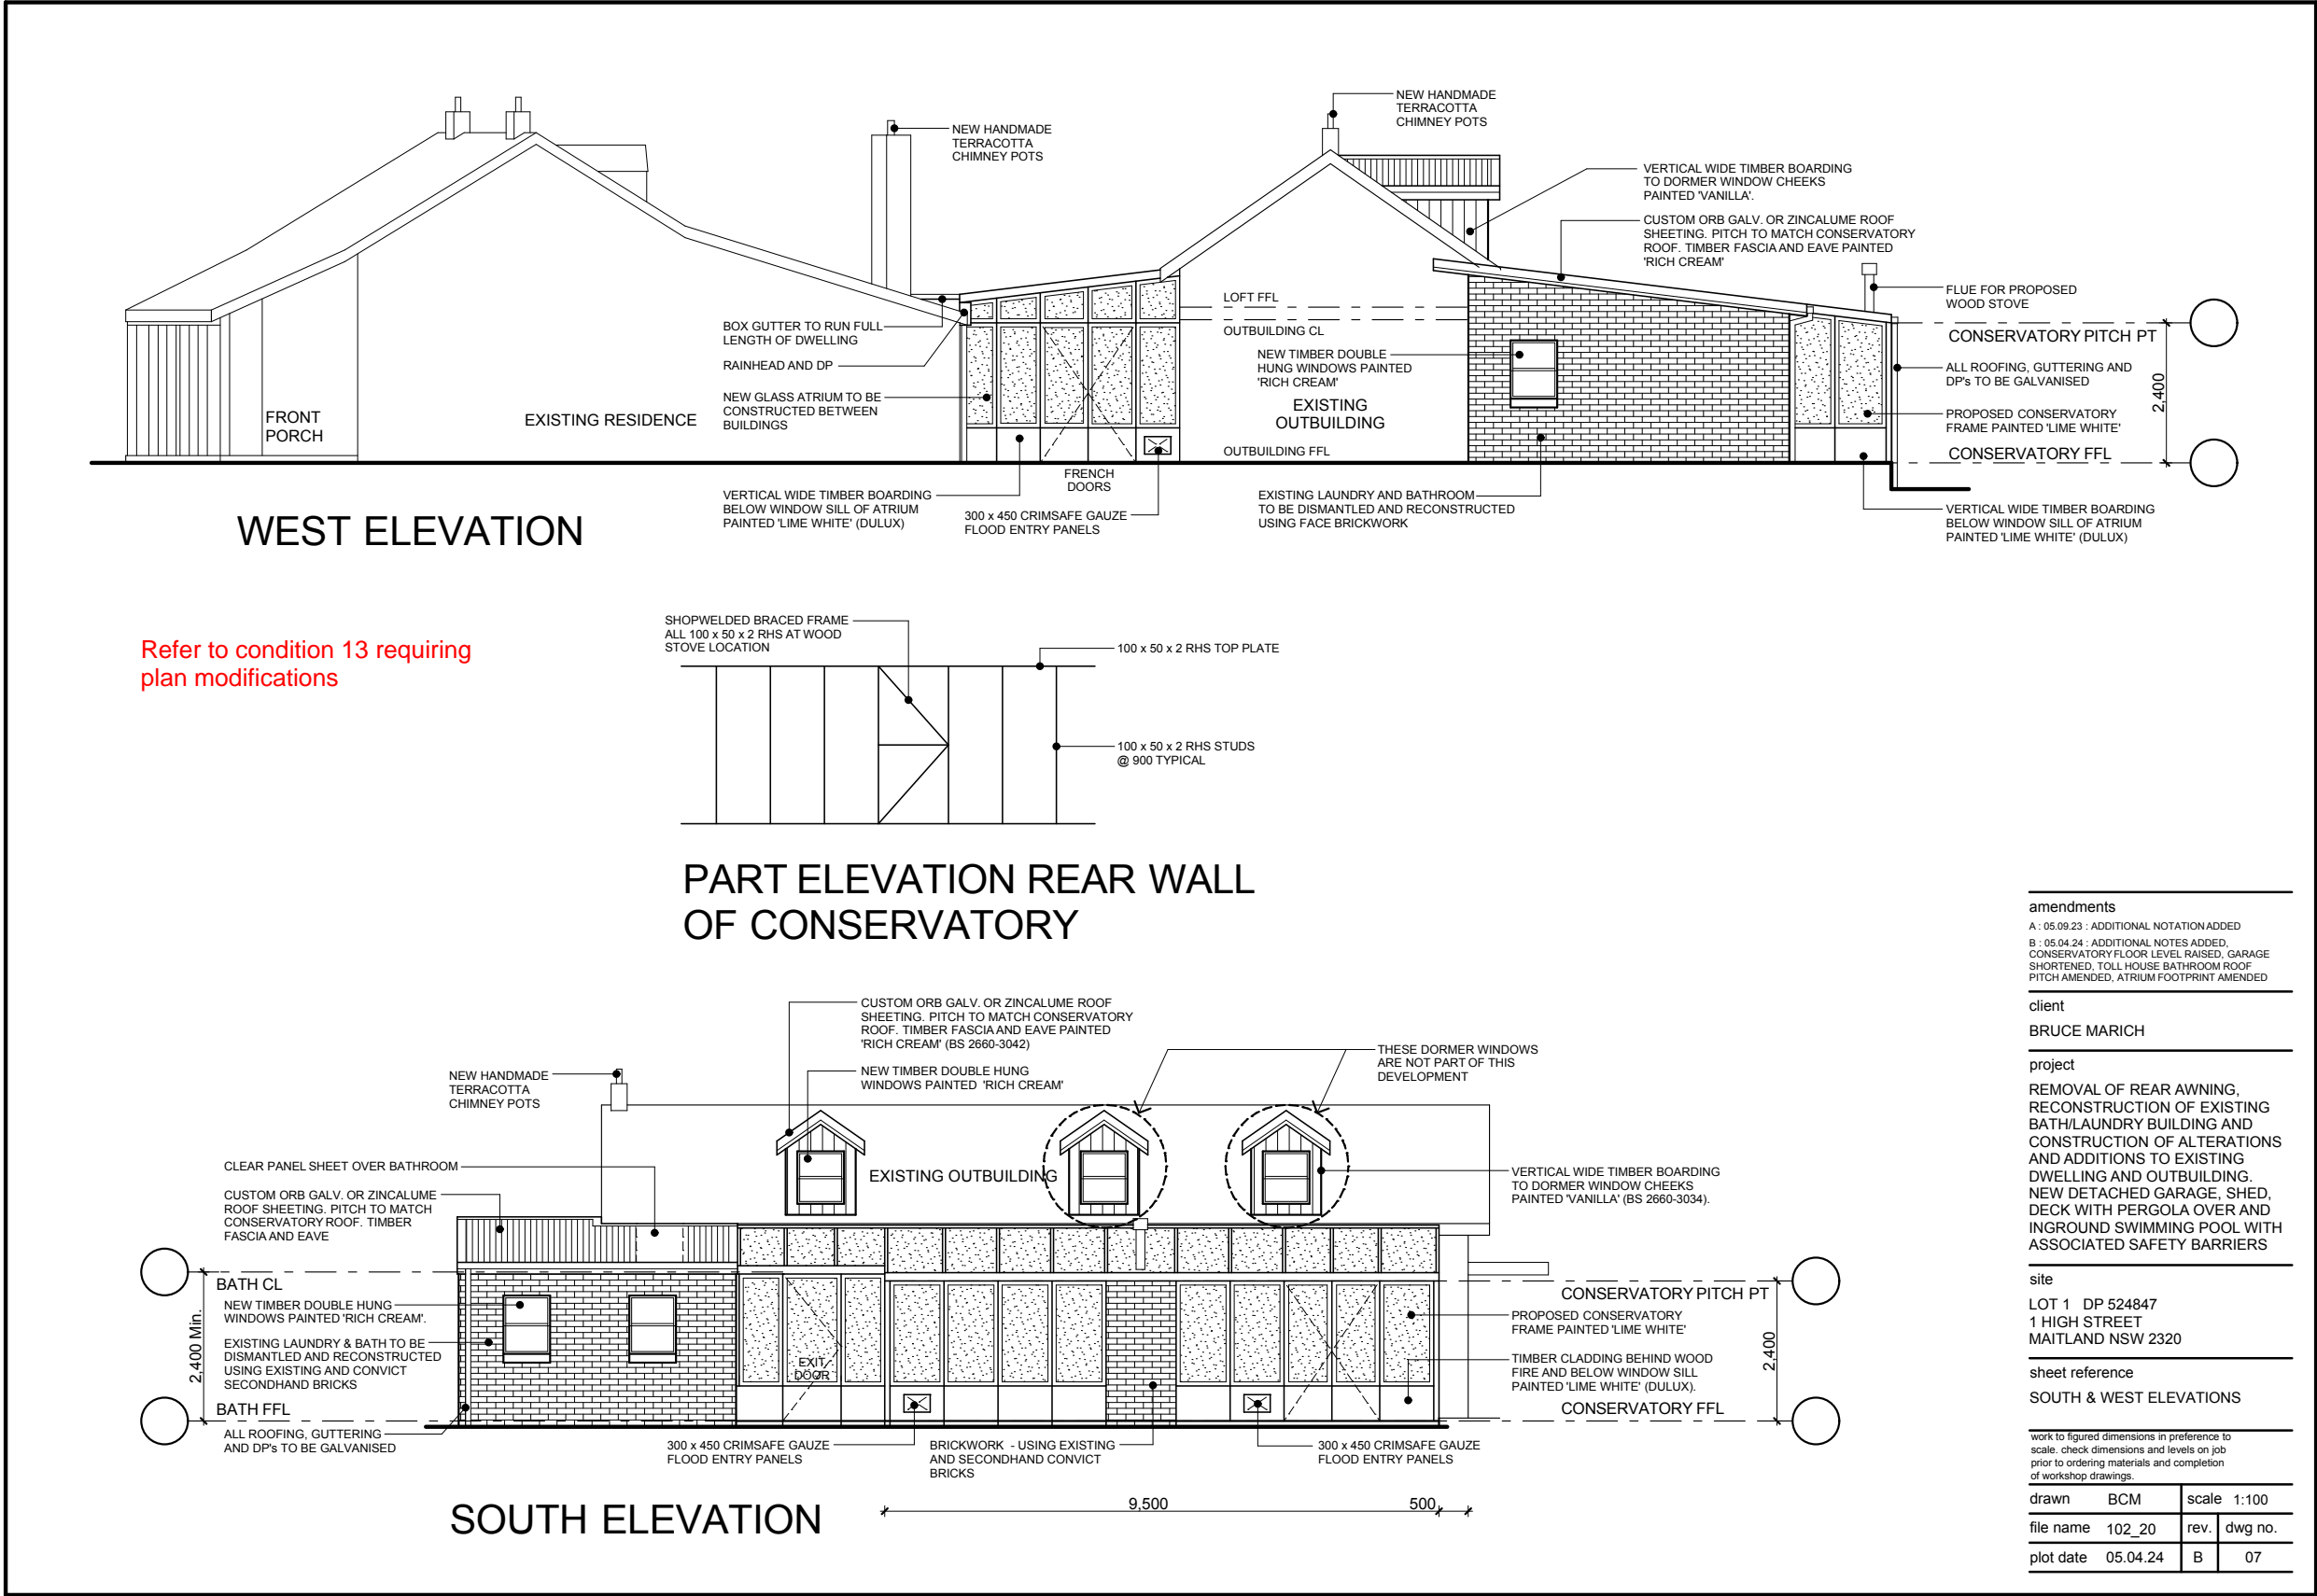 NEW HANDMADE
TERRACOTTA
CHIMNEY POTS
NEW HANDMADE
TERRACOTTA
CHIMNEY POTS
VERTICAL WIDE TIMBER BOARDING
TO DORMER WINDOW CHEEKS
PAINTED 'VANILLA'.
CUSTOM ORB GALV. OR ZINCALUME ROOF
SHEETING. PITCH TO MATCH CONSERVATORY
ROOF. TIMBER FASCIA AND EAVE PAINTED
'RICH CREAM'
FLUE FOR PROPOSED
WOOD STOVE
CONSERVATORY PITCH PT
ALL ROOFING, GUTTERING AND
DP's TO BE GALVANISED
2,400
PROPOSED CONSERVATORY
FRAME PAINTED 'LIME WHITE'
CONSERVATORY FFL
VERTICAL WIDE TIMBER BOARDING
BELOW WINDOW SILL OF ATRIUM
PAINTED 'LIME WHITE' (DULUX)
BOX GUTTER TO RUN FULL
LENGTH OF DWELLING
RAINHEAD AND DP
NEW GLASS ATRIUM TO BE
CONSTRUCTED BETWEEN
BUILDINGS
LOFT FFL
OUTBUILDING CL
NEW TIMBER DOUBLE
HUNG WINDOWS PAINTED
'RICH CREAM'
EXISTING
OUTBUILDING
OUTBUILDING FFL
FRONT
PORCH
EXISTING RESIDENCE
FRENCH
DOORS
VERTICAL WIDE TIMBER BOARDING
BELOW WINDOW SILL OF ATRIUM
PAINTED 'LIME WHITE' (DULUX)
300 x 450 CRIMSAFE GAUZE
FLOOD ENTRY PANELS
EXISTING LAUNDRY AND BATHROOM
TO BE DISMANTLED AND RECONSTRUCTED
USING FACE BRICKWORK
WEST ELEVATION
Refer to condition 13 requiring
plan modifications
SHOPWELDED BRACED FRAME
ALL 100 x 50 x 2 RHS AT WOOD
STOVE LOCATION
100 x 50 x 2 RHS TOP PLATE
100 x 50 x 2 RHS STUDS
@ 900 TYPICAL
PART ELEVATION REAR WALL
OF CONSERVATORY
CUSTOM ORB GALV. OR ZINCALUME ROOF
SHEETING. PITCH TO MATCH CONSERVATORY
ROOF. TIMBER FASCIA AND EAVE PAINTED
'RICH CREAM' (BS 2660-3042)
NEW TIMBER DOUBLE HUNG
WINDOWS PAINTED 'RICH CREAM'
THESE DORMER WINDOWS
ARE NOT PART OF THIS
DEVELOPMENT
NEW HANDMADE
TERRACOTTA
CHIMNEY POTS
EXISTING OUTBUILDING
VERTICAL WIDE TIMBER BOARDING
TO DORMER WINDOW CHEEKS
PAINTED 'VANILLA' (BS 2660-3034).
CLEAR PANEL SHEET OVER BATHROOM
CUSTOM ORB GALV. OR ZINCALUME
ROOF SHEETING. PITCH TO MATCH
CONSERVATORY ROOF. TIMBER
FASCIA AND EAVE
BATH CL
NEW TIMBER DOUBLE HUNG
WINDOWS PAINTED 'RICH CREAM'.
2,400 Min.
EXISTING LAUNDRY & BATH TO BE
DISMANTLED AND RECONSTRUCTED
USING EXISTING AND CONVICT
SECONDHAND BRICKS
BATH FFL
ALL ROOFING, GUTTERING
AND DP's TO BE GALVANISED
EXIT
DOOR
CONSERVATORY PITCH PT
PROPOSED CONSERVATORY
FRAME PAINTED 'LIME WHITE'
2,400
TIMBER CLADDING BEHIND WOOD
FIRE AND BELOW WINDOW SILL
PAINTED 'LIME WHITE' (DULUX).
CONSERVATORY FFL
300 x 450 CRIMSAFE GAUZE
FLOOD ENTRY PANELS
BRICKWORK - USING EXISTING
AND SECONDHAND CONVICT
BRICKS
300 x 450 CRIMSAFE GAUZE
FLOOD ENTRY PANELS
9,500
500
SOUTH ELEVATION
amendments
A : 05.09.23 : ADDITIONAL NOTATION ADDED
B : 05.04.24 : ADDITIONAL NOTES ADDED,
CONSERVATORY FLOOR LEVEL RAISED, GARAGE
SHORTENED, TOLL HOUSE BATHROOM ROOF
PITCH AMENDED, ATRIUM FOOTPRINT AMENDED
client
BRUCE MARICH
project
REMOVAL OF REAR AWNING,
RECONSTRUCTION OF EXISTING
BATH/LAUNDRY BUILDING AND
CONSTRUCTION OF ALTERATIONS
AND ADDITIONS TO EXISTING
DWELLING AND OUTBUILDING.
NEW DETACHED GARAGE, SHED,
DECK WITH PERGOLA OVER AND
INGROUND SWIMMING POOL WITH
ASSOCIATED SAFETY BARRIERS
site
LOT 1 DP 524847
1 HIGH STREET
MAITLAND NSW 2320
sheet reference
SOUTH & WEST ELEVATIONS
work to figured dimensions in preference to
scale. check dimensions and levels on job
prior to ordering materials and completion
of workshop drawings.
drawn BCM scale 1:100
file name 102_20 rev. dwg no.
plot date 05.04.24 B 07